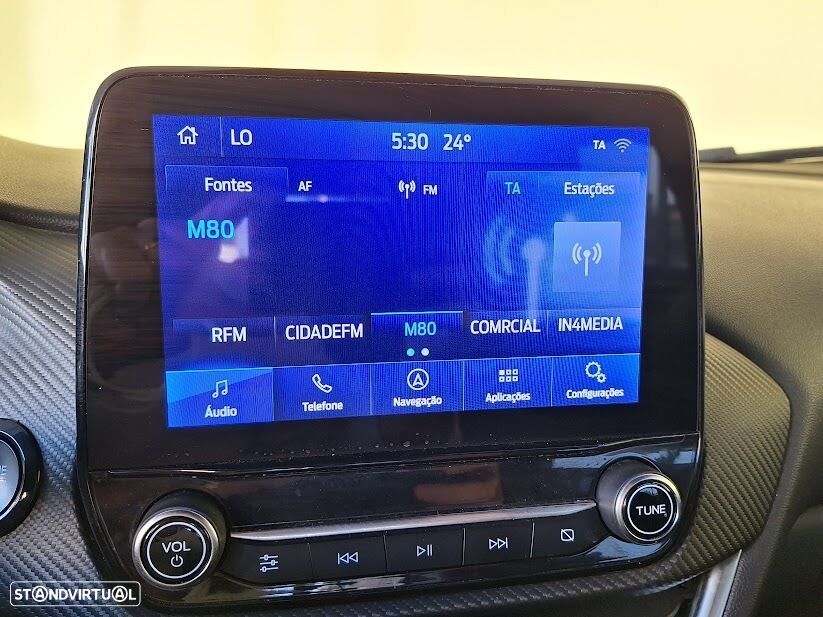 LO 5:30 24° TA
Fontes AF FM TA Estações
M80
RFM CIDADEFM M80 COMRCIAL IN4MEDIA
Áudio Telefone Navegação Aplicações Configurações
VOL TUNE
STANDVIRTUAL